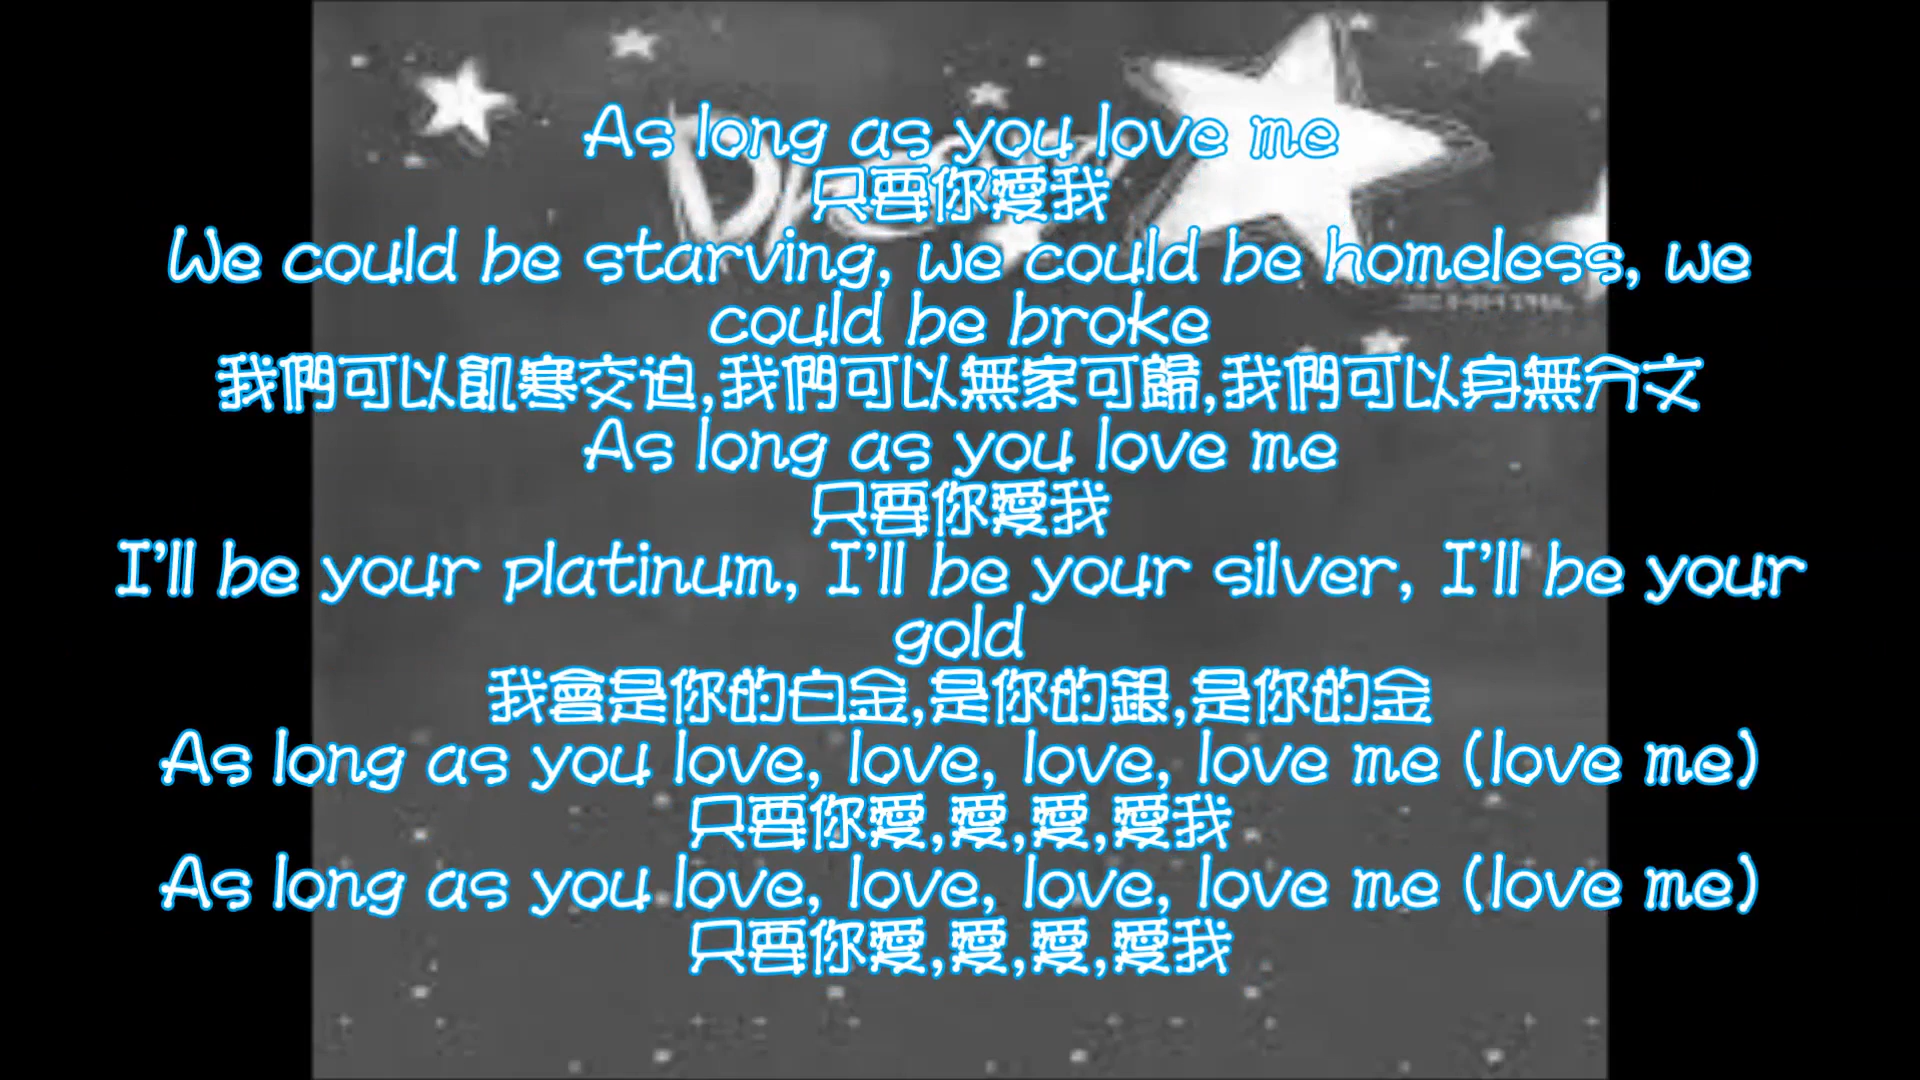 As long as you love me
只要你愛我
We could be starving, we could be homeless, we
could be broke
我們可以飢寒交迫,我們可以無家可歸,我們可以身無分文
As long as you love me
只要你愛我
I'll be your platinum, I'll be your silver, I'll be your
gold
我會是你的白金,是你的銀,是你的金
As long as you love, love, love, love me (love me)
只要你愛,愛,愛,愛我
As long as you love, love, love, love me (love me)
只要你愛,愛,愛,愛我